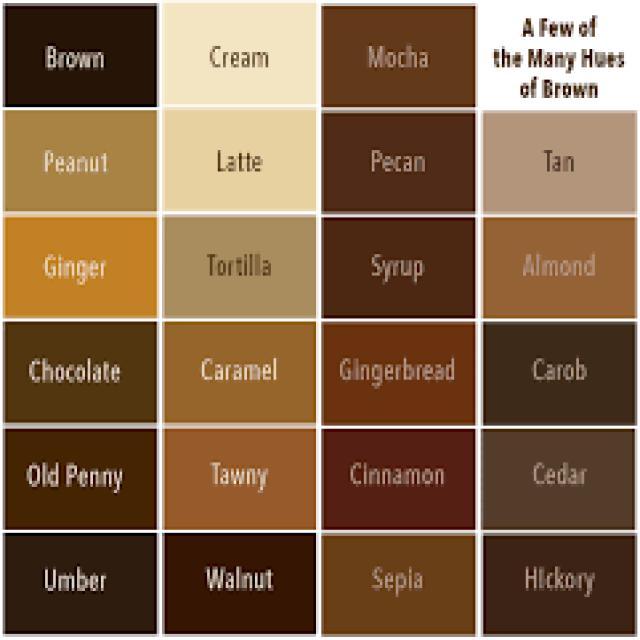 Brown
Cream
Mocha
A Few of
the Many Hues
of Brown
Peanut
Latte
Pecan
Tan
Ginger
Tortilla
Syrup
Almond
Chocolate
Caramel
Gingerbread
Carob
Old Penny
Tawny
Cinnamon
Cedar
Umber
Walnut
Sepia
HIckory